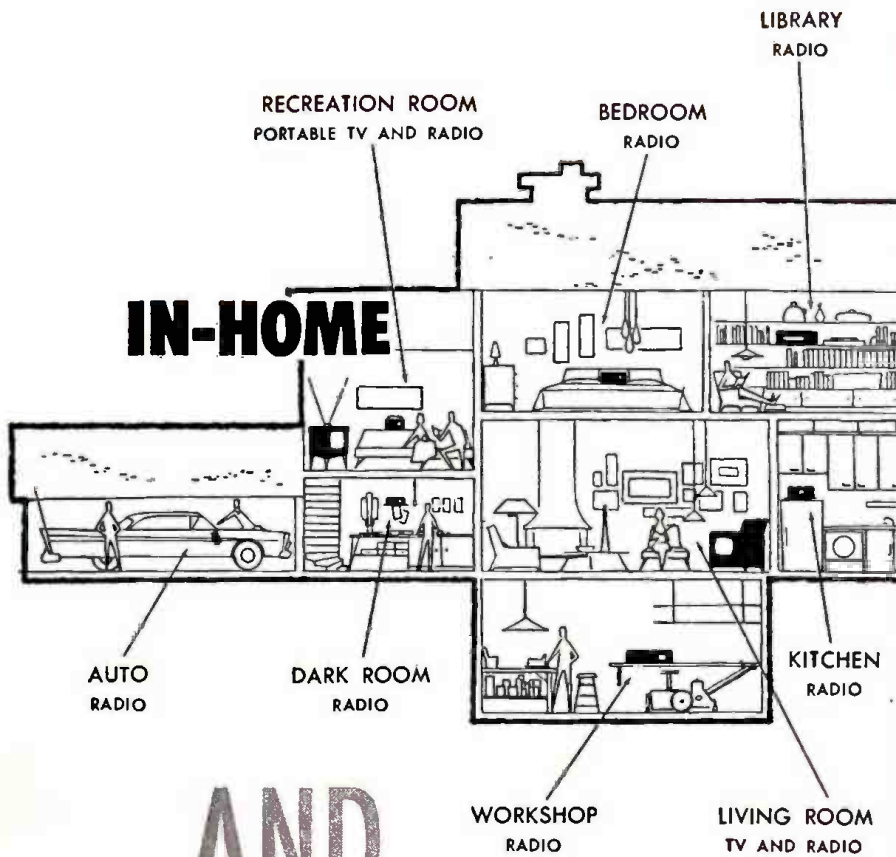 LIBRARY
RADIO
RECREATION ROOM
PORTABLE TV AND RADIO
BEDROOM
RADIO
IN-HOME
AUTO
RADIO
DARK ROOM
RADIO
KITCHEN
RADIO
WORKSHOP
RADIO
LIVING ROOM
TV AND RADIO
AND